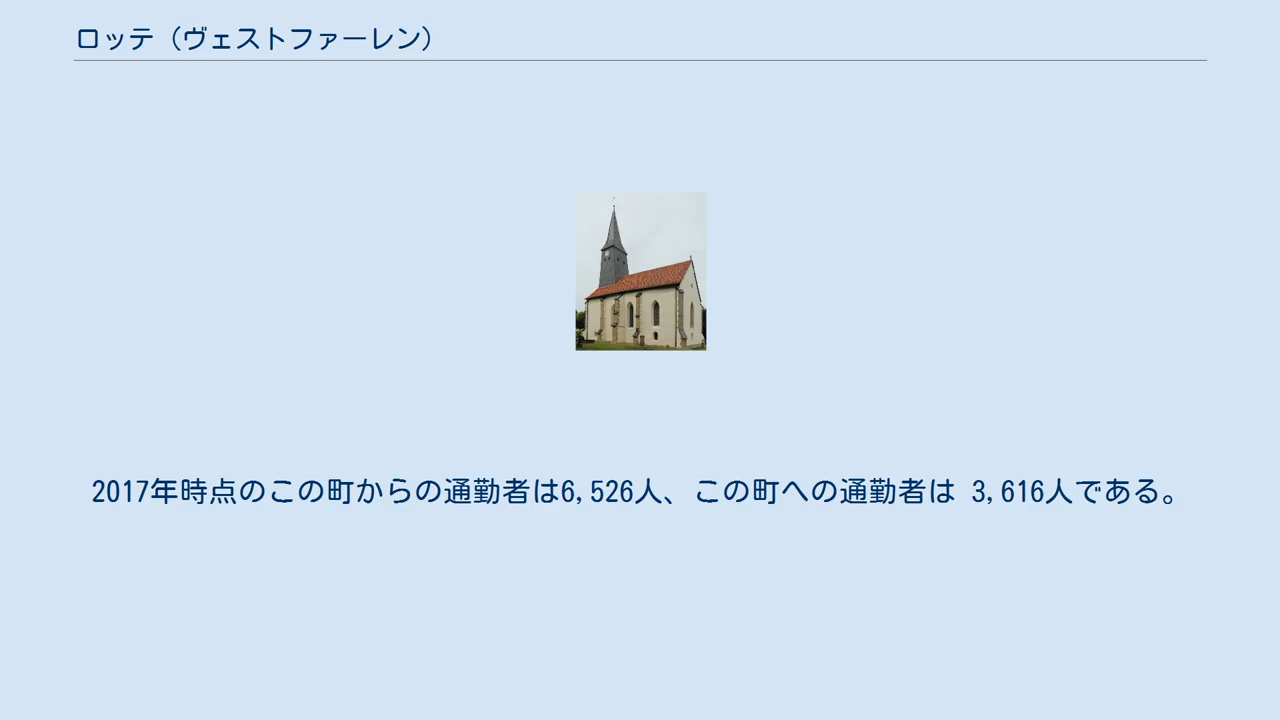 ロッテ（ヴェストファーレン）
2017年時点のこの町からの通勤者は6,526人、この町への通勤者は 3,616人である。